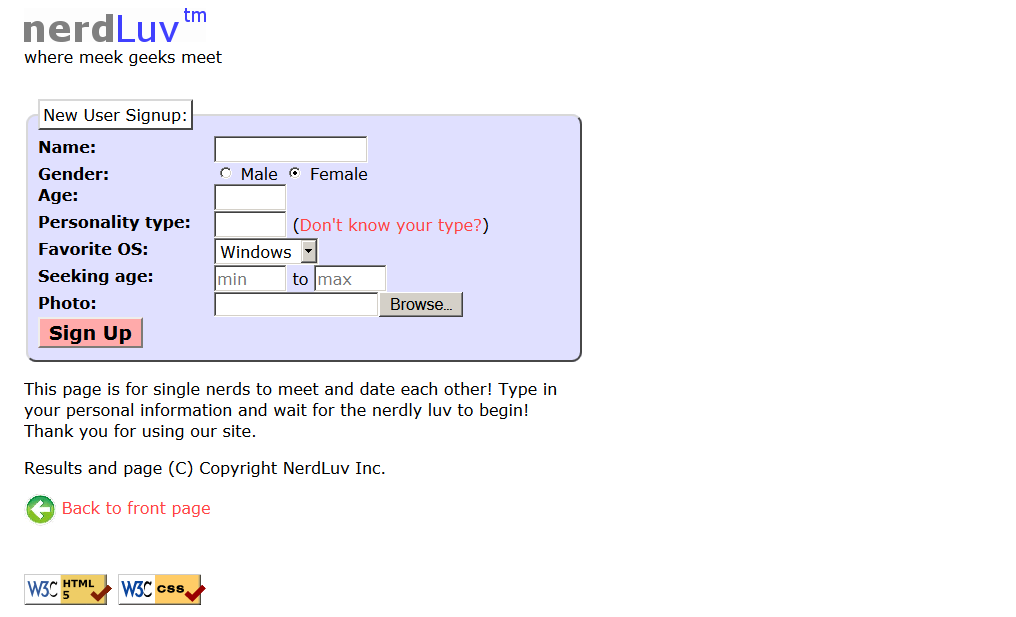 nerdLuv™
where meek geeks meet
New User Signup:
Name:
Gender: Male Female
Age:
Personality type: (Don't know your type?)
Favorite OS: Windows
Seeking age: min to max
Photo: Browse...
Sign Up
This page is for single nerds to meet and date each other! Type in
your personal information and wait for the nerdly luv to begin!
Thank you for using our site.
Results and page (C) Copyright NerdLuv Inc.
Back to front page
W3C HTML 5 W3C css